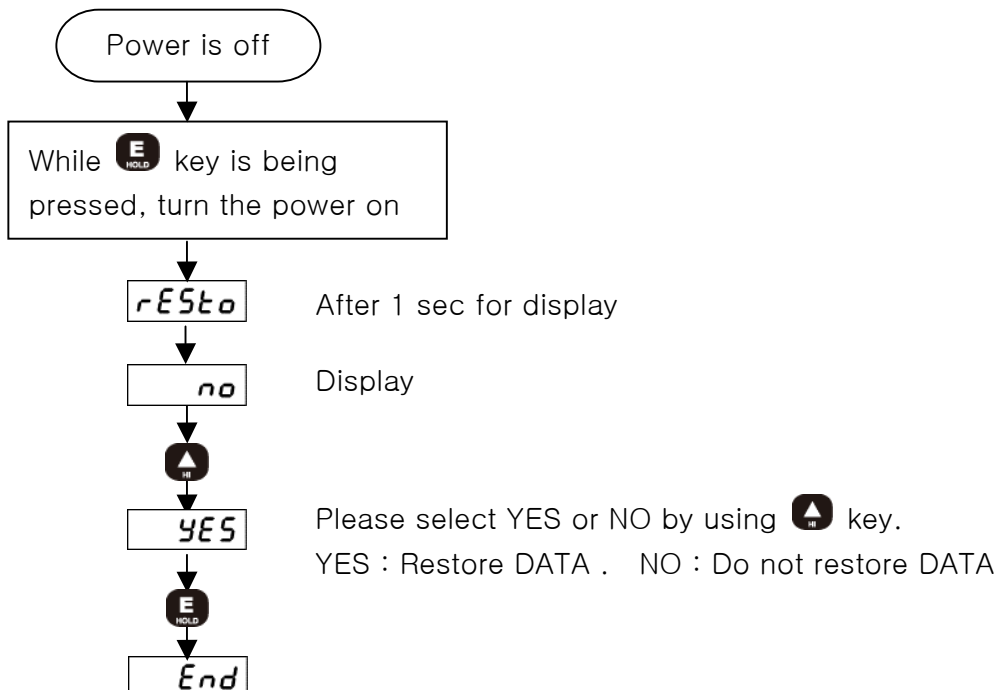 Power is off
While E HOLD key is being
pressed, turn the power on
rESto After 1 sec for display
no Display
HI
YES Please select YES or NO by using HI key.
YES : Restore DATA . NO : Do not restore DATA
E HOLD
End